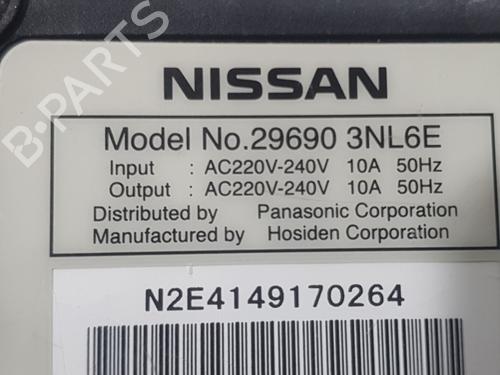 B-PARTS
NISSAN
Model No.29690 3NL6E
Input : AC220V-240V 10A 50Hz
Output : AC220V-240V 10A 50Hz
Distributed by Panasonic Corporation
Manufactured by Hosiden Corporation
N2E4149170264